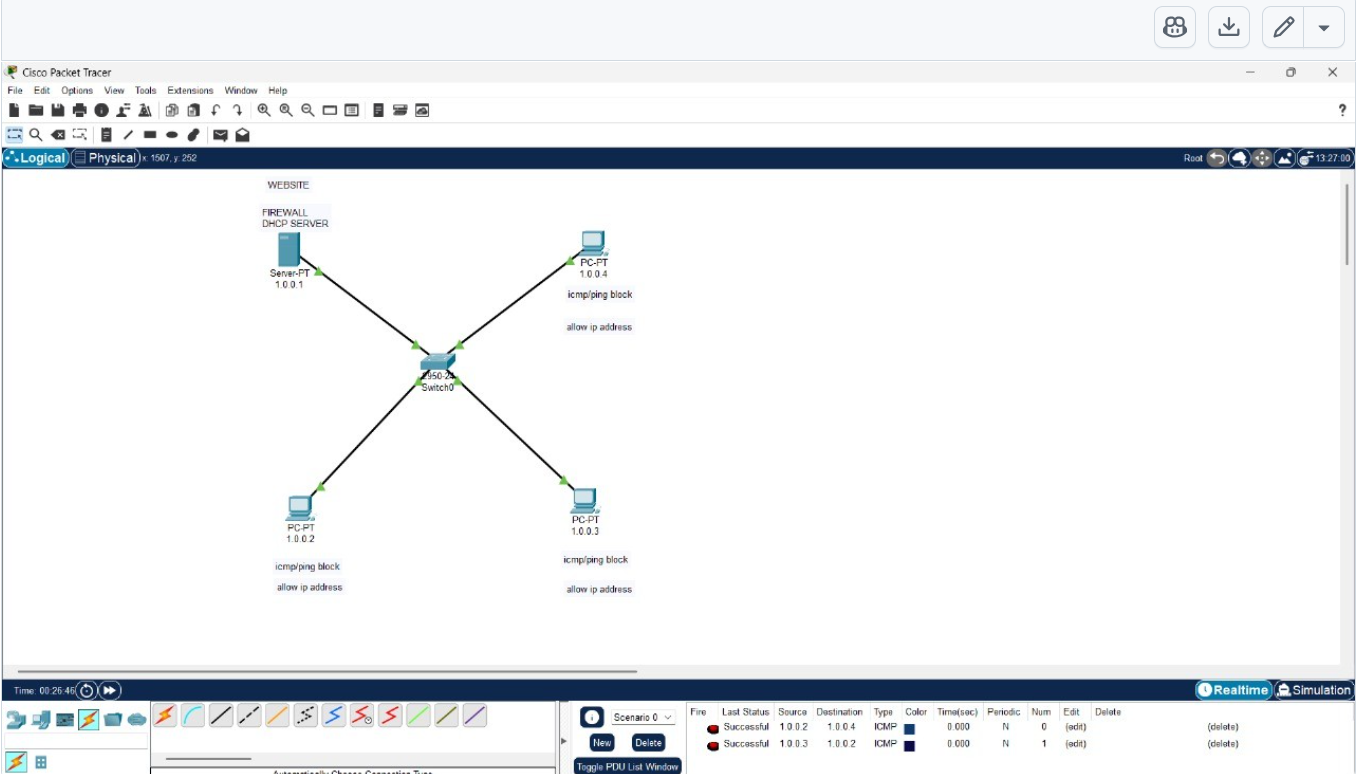 Cisco Packet Tracer
File Edit Options View Tools Extensions Window Help
?
Logical Physical x: 1507, y: 252 Root 13:27:00
WEBSITE
FIREWALL
DHCP SERVER
Server-PT
1.0.0.1
PC-PT
1.0.0.4
icmp/ping block
allow ip address
2950-24
Switch0
PC-PT
1.0.0.2
icmp/ping block
allow ip address
PC-PT
1.0.0.3
icmp/ping block
allow ip address
Time: 00:26:46 Realtime Simulation
Scenario 0
New Delete
Toggle PDU List Window
Fire Last Status Source Destination Type Color Time(sec) Periodic Num Edit Delete
Successful 1.0.0.2 1.0.0.4 ICMP 0.000 N 0 (edit) (delete)
Successful 1.0.0.3 1.0.0.2 ICMP 0.000 N 1 (edit) (delete)
Automatically Choose Connection Type